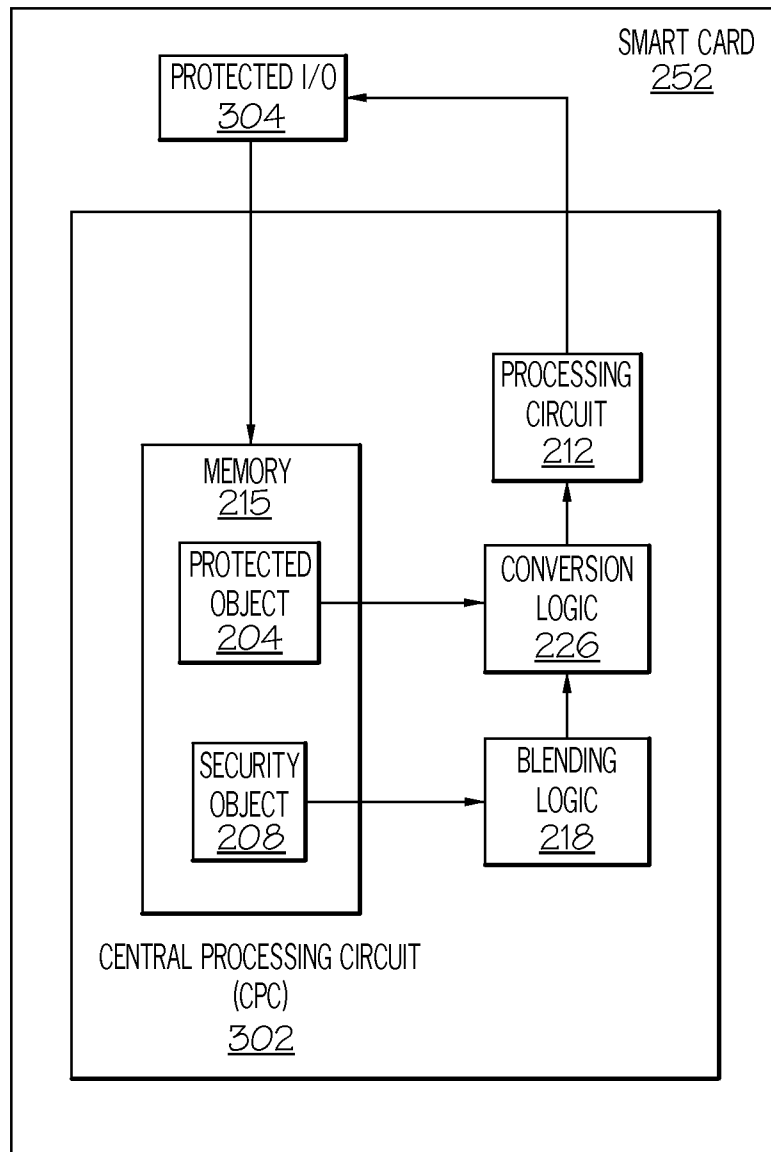 SMART CARD
252
PROTECTED I/O
304
PROCESSING
CIRCUIT
212
MEMORY
215
PROTECTED
OBJECT
204
CONVERSION
LOGIC
226
SECURITY
OBJECT
208
BLENDING
LOGIC
218
CENTRAL PROCESSING CIRCUIT
(CPC)
302